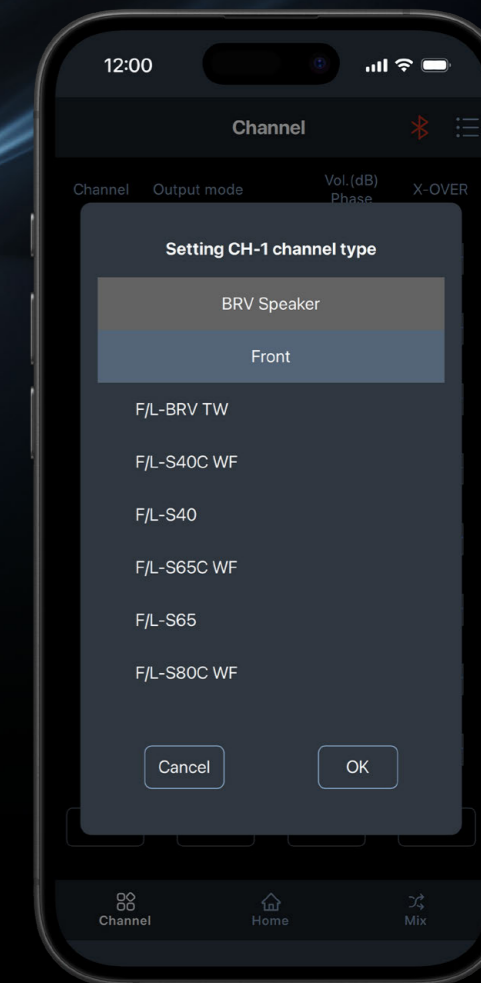 12:00
Channel
Channel Output mode Vol.(dB) Phase X-OVER
Setting CH-1 channel type
BRV Speaker
Front
F/L-BRV TW
F/L-S40C WF
F/L-S40
F/L-S65C WF
F/L-S65
F/L-S80C WF
Cancel OK
Channel Home Mix